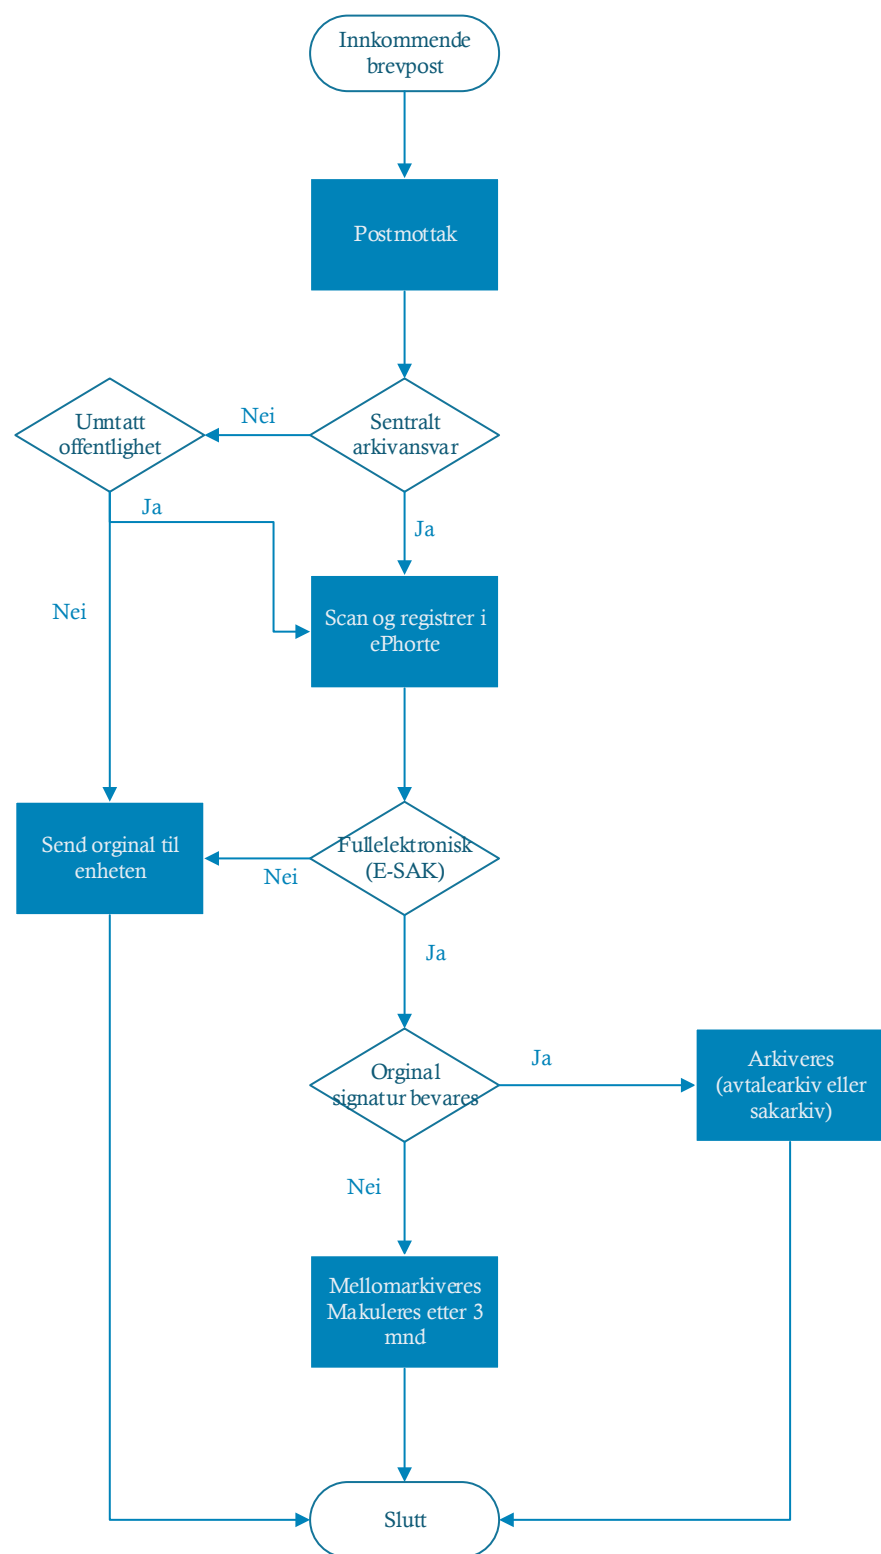 Innkommende
brevpost
Postmottak
Unntatt
offentlighet
Nei
Sentralt
arkivansvar
Ja
Ja
Nei
Scan og registrer i
ePhorte
Send orginal til
enheten
Nei
Fullelektronisk
(E-SAK)
Ja
Orginal
signatur bevares
Ja
Arkiveres
(avtalearkiv eller
sakarkiv)
Nei
Mellomarkiveres
Makuleres etter 3
mnd
Slutt